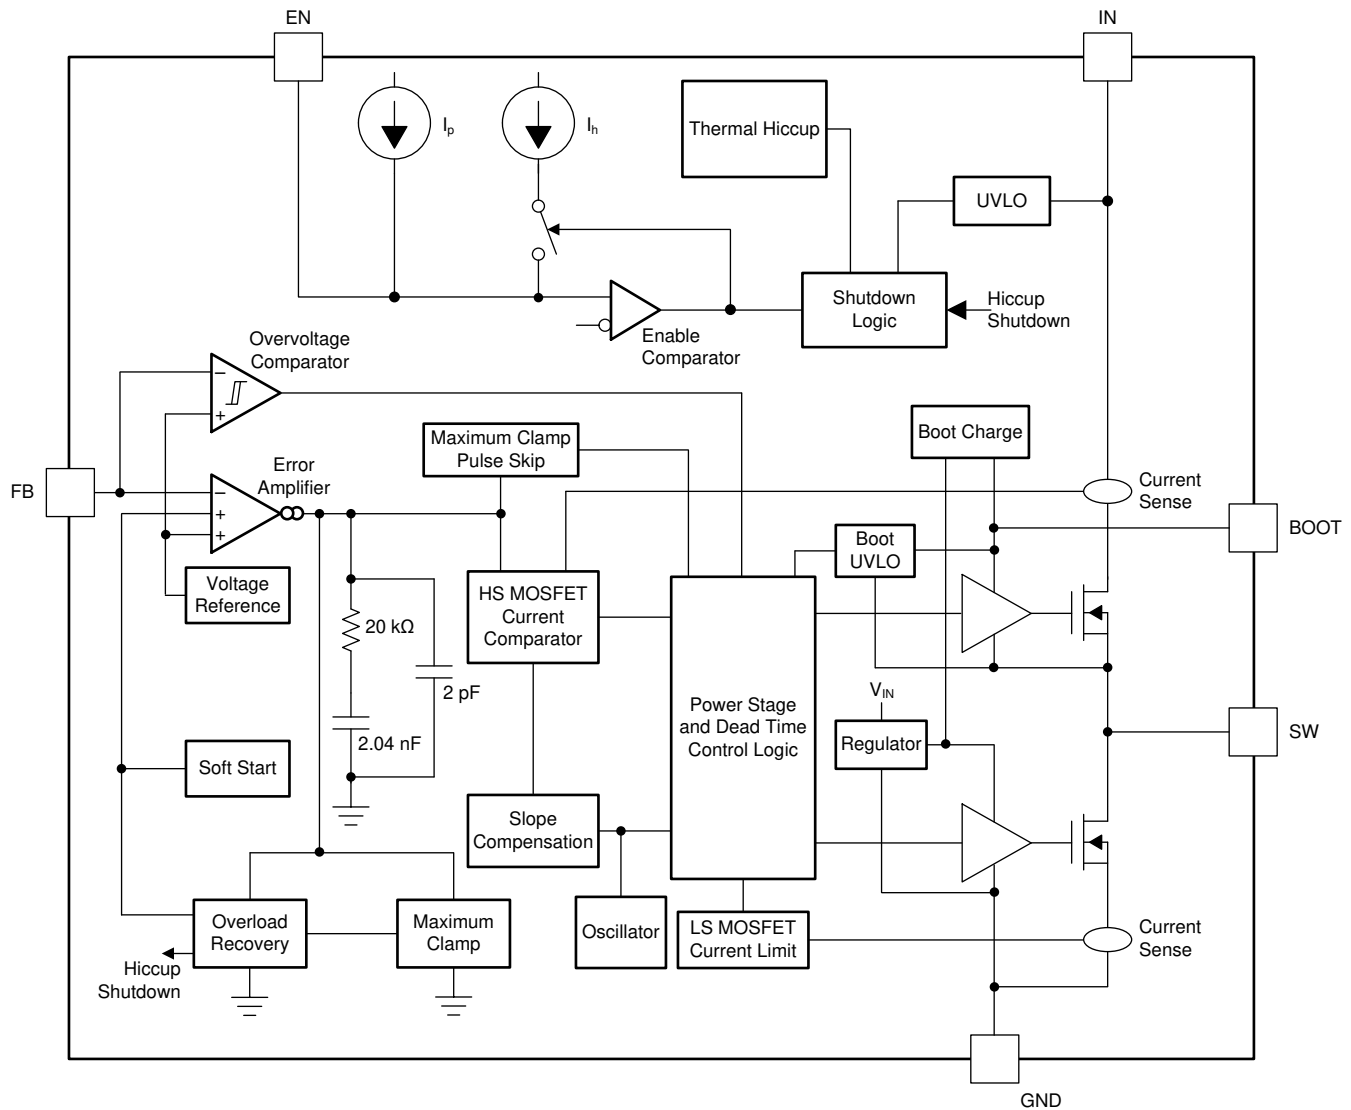 EN
IN
Ip
Ih
Thermal Hiccup
UVLO
Shutdown
Logic
Hiccup
Shutdown
Enable
Comparator
Overvoltage
Comparator
−
+
Maximum Clamp
Pulse Skip
Boot Charge
Current
Sense
FB
Error
Amplifier
−
+
+
BOOT
Boot
UVLO
Voltage
Reference
HS MOSFET
Current
Comparator
20 kΩ
2 pF
2.04 nF
Power Stage
and Dead Time
Control Logic
VIN
Regulator
SW
Soft Start
Slope
Compensation
Overload
Recovery
Maximum
Clamp
Oscillator
LS MOSFET
Current Limit
Current
Sense
Hiccup
Shutdown
GND